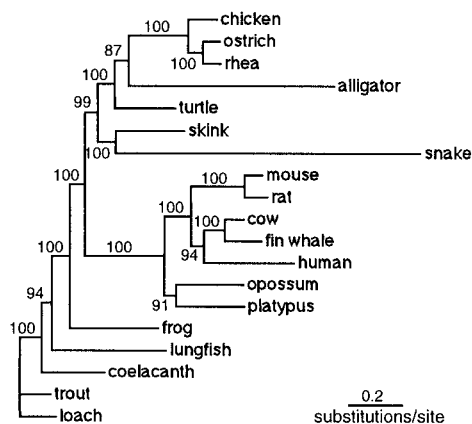 chicken
100
ostrich
87
100
rhea
100
alligator
99
turtle
skink
100
snake
mouse
100
rat
100
cow
100
100
fin whale
100
94
human
94
opossum
91
platypus
100
frog
lungfish
coelacanth
trout
0.2
loach
substitutions/site